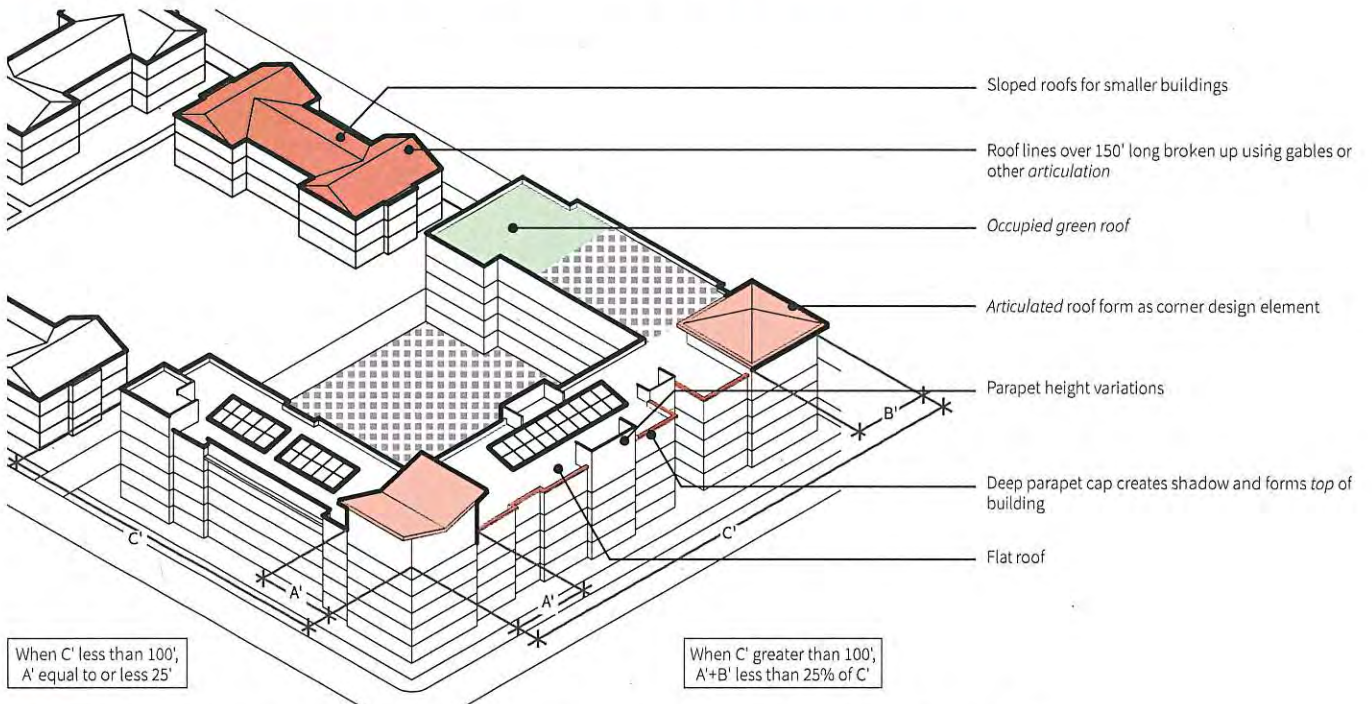 Sloped roofs for smaller buildings
Roof lines over 150' long broken up using gables or
other articulation
Occupied green roof
Articulated roof form as corner design element
Parapet height variations
B'
Deep parapet cap creates shadow and forms top of
building
C'
C'
Flat roof
A'
A'
When C' less than 100',
A' equal to or less 25'
When C' greater than 100',
A'+B' less than 25% of C'